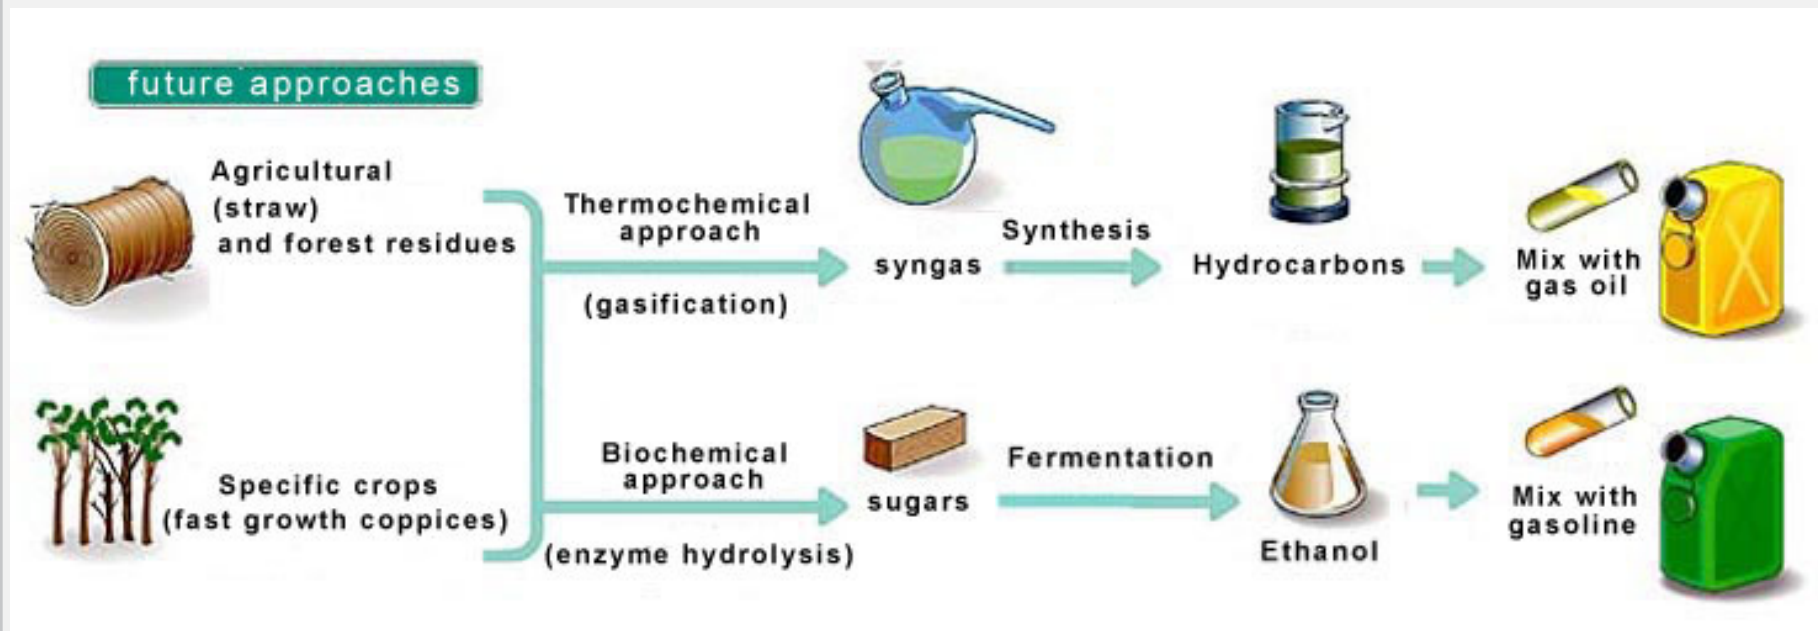 future approaches
Agricultural
(straw)
and forest residues
Thermochemical
approach
(gasification)
syngas
Synthesis
Hydrocarbons
Mix with
gas oil
Specific crops
(fast growth coppices)
Biochemical
approach
(enzyme hydrolysis)
sugars
Fermentation
Ethanol
Mix with
gasoline